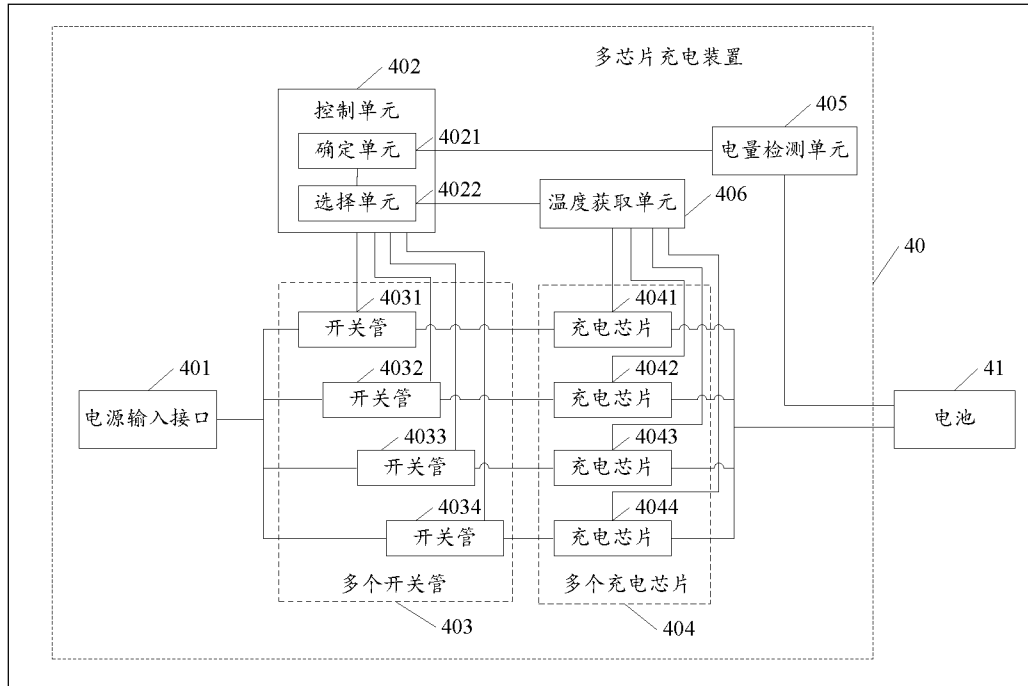 多芯片充电装置
402
控制单元
405
4021
确定单元
电量检测单元
4022
选择单元
温度获取单元
406
40
4031
开关管
4041
充电芯片
401
电源输入接口
4032
开关管
4042
充电芯片
41
电池
4033
开关管
4043
充电芯片
4034
开关管
4044
充电芯片
多个开关管
多个充电芯片
403
404